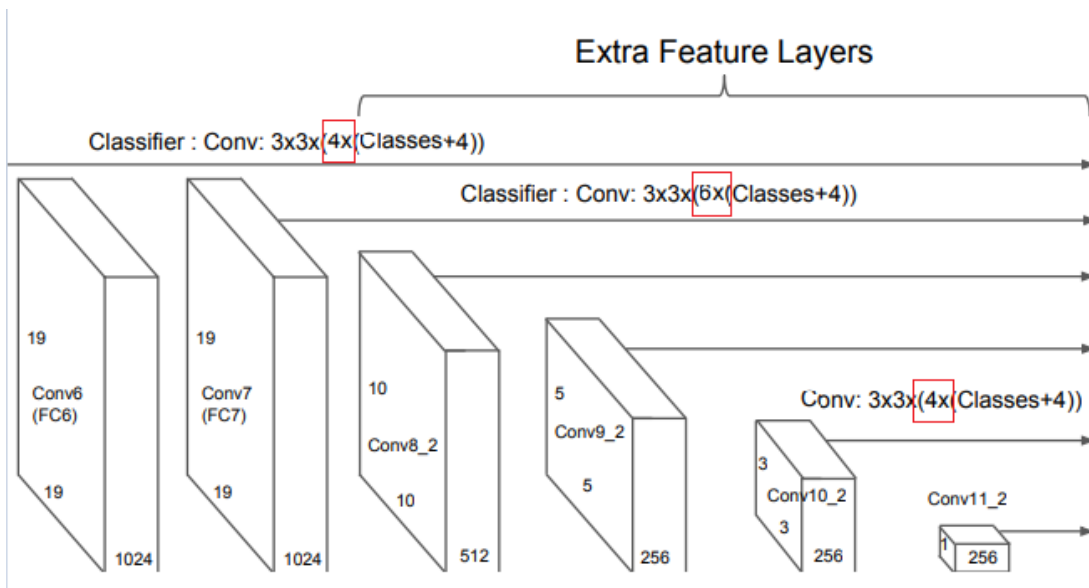 Extra Feature Layers
Classifier : Conv: 3x3x(4x(Classes+4))
Classifier : Conv: 3x3x(6x(Classes+4))
19
19
10
5
Conv: 3x3x(4x(Classes+4))
Conv6
(FC6)
Conv7
(FC7)
Conv8_2
Conv9_2
3
Conv10_2
Conv11_2
19
19
10
5
3
1
1024
1024
512
256
256
256